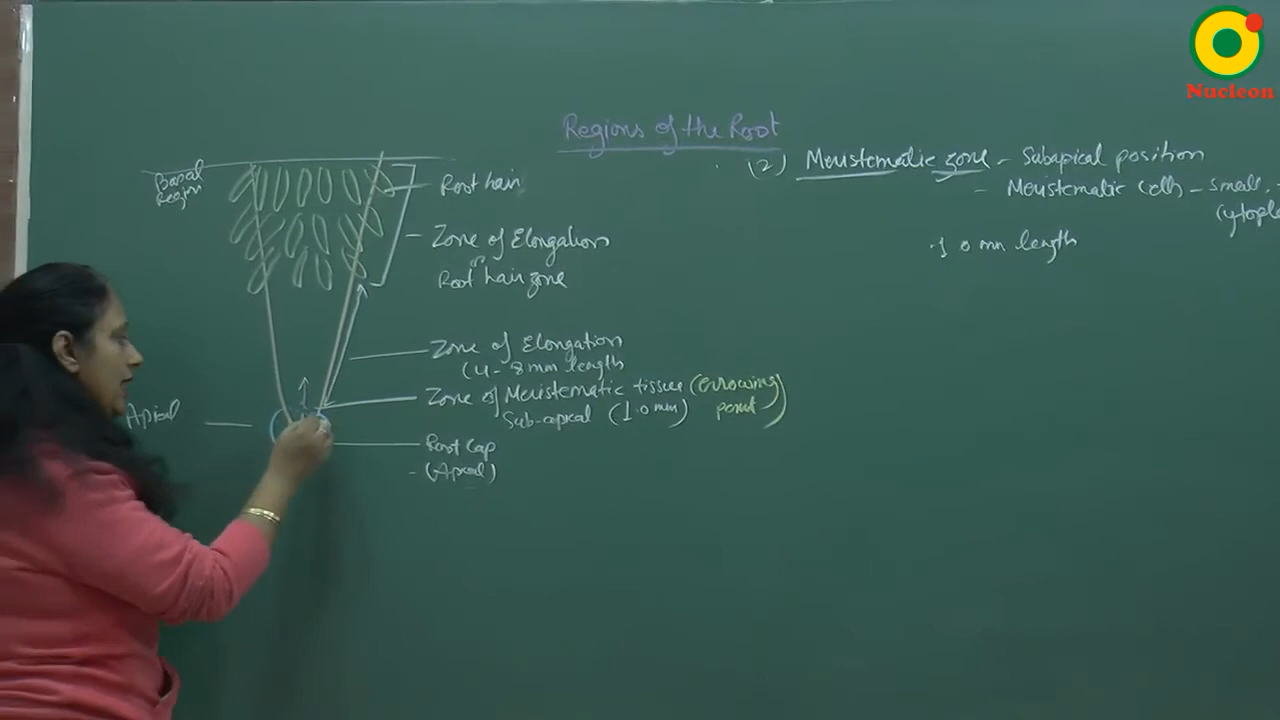 Nucleon
Regions of the Root
(2) Meristematic zone - Subapical position
- Meristematic cells - small,
1.0 mm length
Basal
Region
Root hair
Zone of Elongation
or
Root hair zone
Zone of Elongation
(4-8 mm length
Zone of Meristematic tissue (Growing
Sub-apical (1.0 mm) point)
Apical
Root Cap
- (Apical)